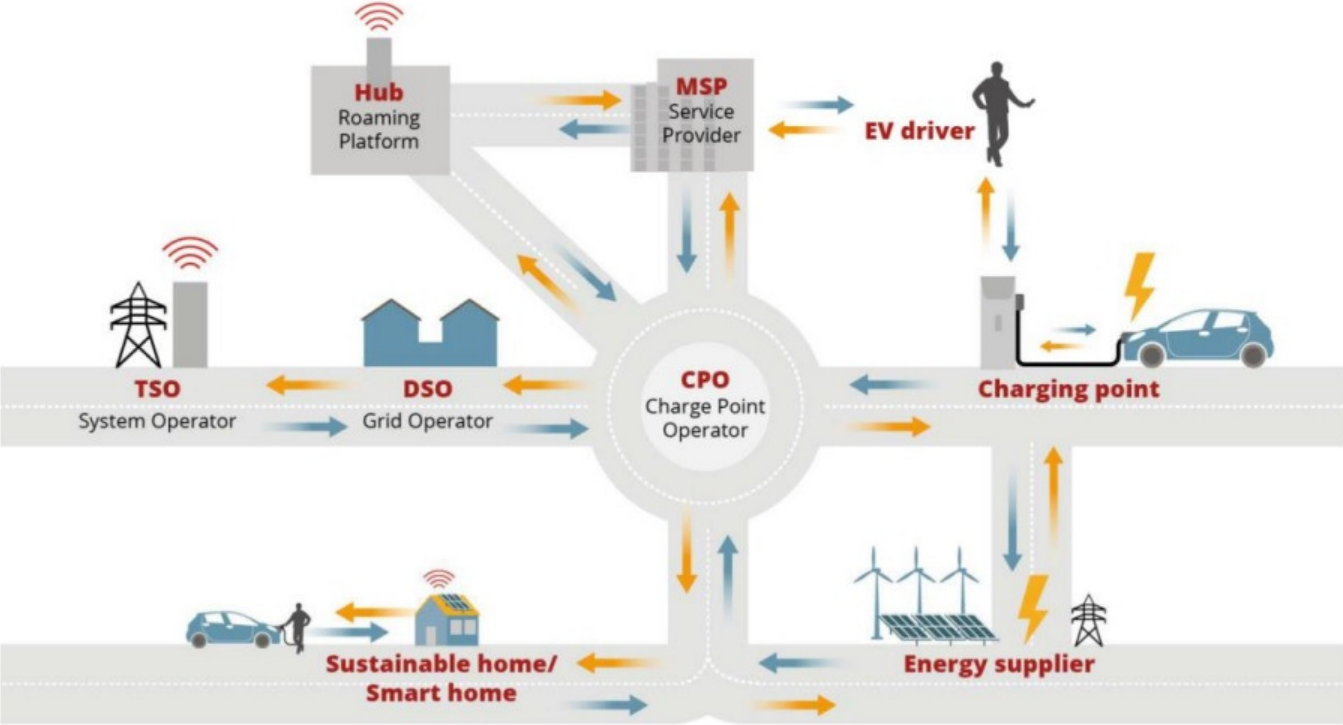 Hub
Roaming
Platform
MSP
Service
Provider
EV driver
TSO
System Operator
DSO
Grid Operator
CPO
Charge Point
Operator
Charging point
Sustainable home/
Smart home
Energy supplier